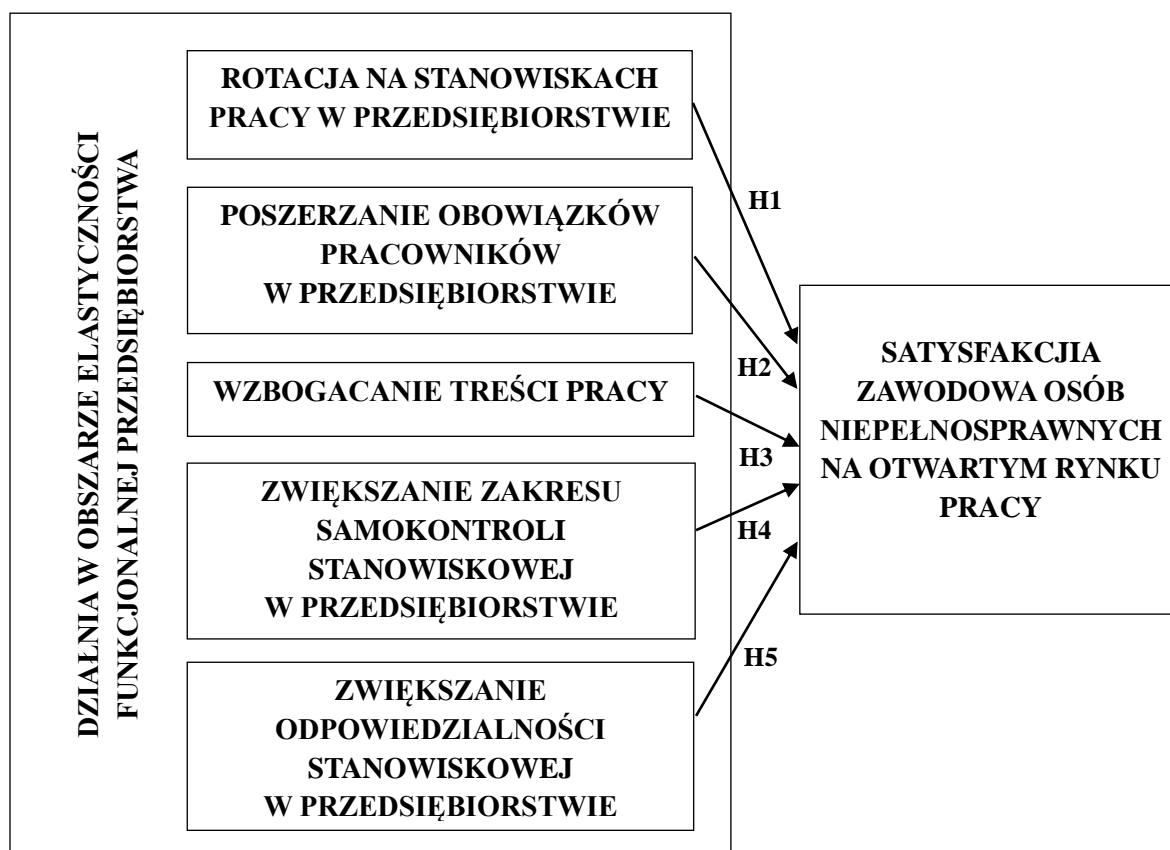 DZIAŁNIA W OBSZARZE ELASTYCZNOŚCI
FUNKCJONALNEJ PRZEDSIĘBIORSTWA
ROTACJA NA STANOWISKACH
PRACY W PRZEDSIĘBIORSTWIE
POSZERZANIE OBOWIĄZKÓW
PRACOWNIKÓW
W PRZEDSIĘBIORSTWIE
WZBOGACANIE TREŚCI PRACY
ZWIĘKSZANIE ZAKRESU
SAMOKONTROLI
STANOWISKOWEJ
W PRZEDSIĘBIORSTWIE
ZWIĘKSZANIE
ODPOWIEDZIALNOŚCI
STANOWISKOWEJ
W PRZEDSIĘBIORSTWIE
H1
H2
H3
H4
H5
SATYSFAKCJIA
ZAWODOWA OSÓB
NIEPEŁNOSPRAWNYCH
NA OTWARTYM RYNKU
PRACY